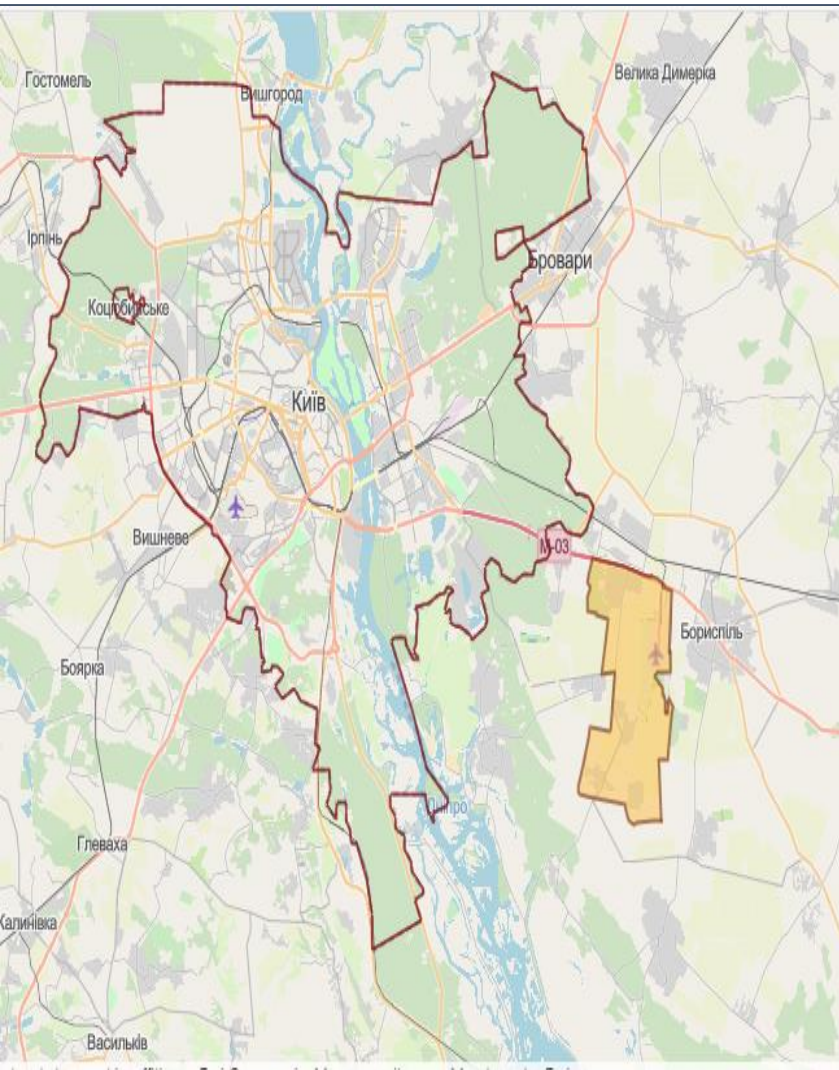 Гостомель
Велика Димерка
Вишгород
Ірпінь
Бровари
Коцюбинське
Київ
Вишневе
М-03
Бориспіль
Боярка
Дніпро
Глеваха
Калинівка
Васильків